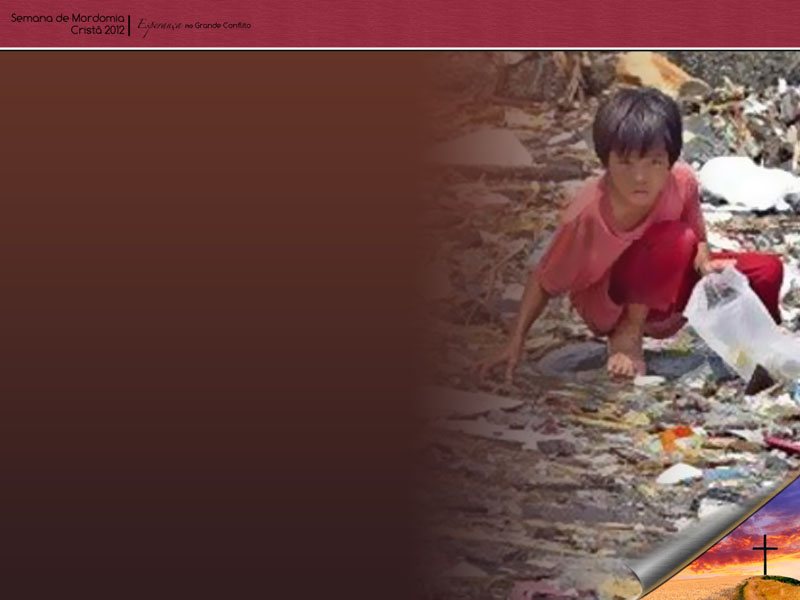 Semana de Mordomia
Cristã 2012
Esperança no Grande Conflito